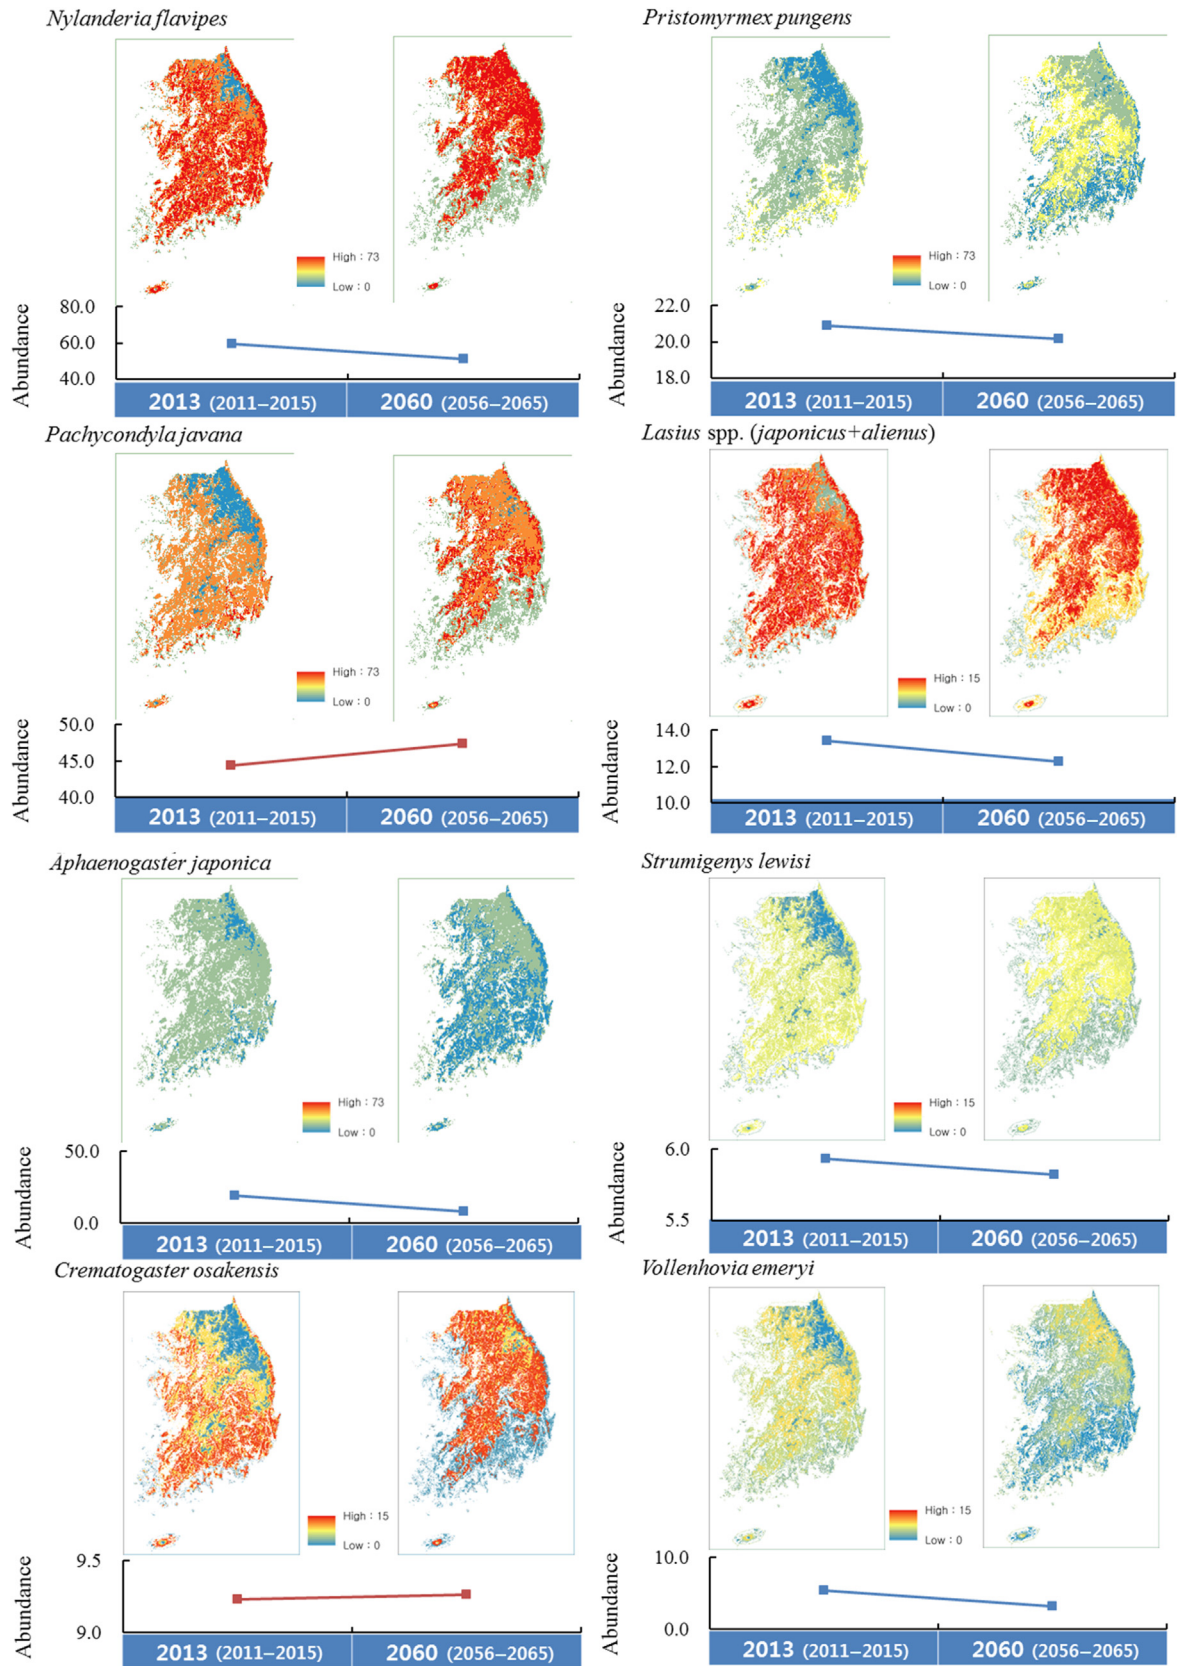 Nylanderia flavipes
High : 73
Low : 0
Abundance
80.0
60.0
40.0
2013 (2011–2015)
2060 (2056–2065)
Pristomyrmex pungens
High : 73
Low : 0
Abundance
22.0
20.0
18.0
2013 (2011–2015)
2060 (2056–2065)
Pachycondyla javana
High : 73
Low : 0
Abundance
50.0
45.0
40.0
2013 (2011–2015)
2060 (2056–2065)
Lasius spp. (japonicus+alienus)
High : 15
Low : 0
Abundance
14.0
12.0
10.0
2013 (2011–2015)
2060 (2056–2065)
Aphaenogaster japonica
High : 73
Low : 0
Abundance
50.0
0.0
2013 (2011–2015)
2060 (2056–2065)
Strumigenys lewisi
High : 15
Low : 0
Abundance
6.0
5.5
2013 (2011–2015)
2060 (2056–2065)
Crematogaster osakensis
High : 15
Low : 0
Abundance
9.5
9.0
2013 (2011–2015)
2060 (2056–2065)
Vollenhovia emeryi
High : 15
Low : 0
Abundance
10.0
0.0
2013 (2011–2015)
2060 (2056–2065)